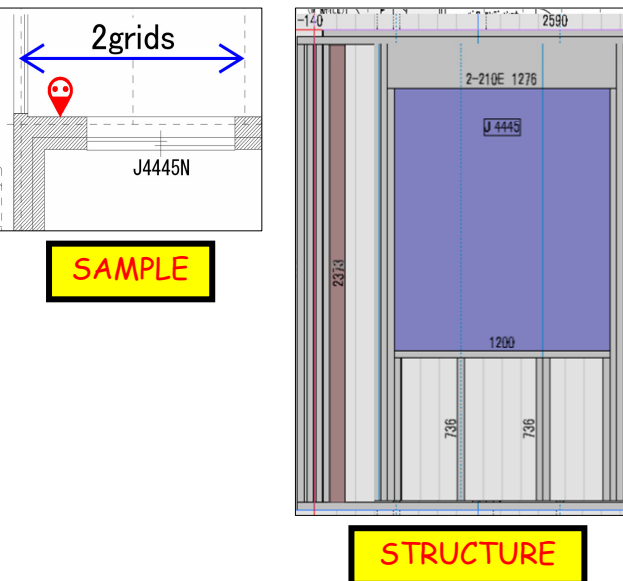 2grids
J4445N
SAMPLE
-140
2590
2-210E 1276
J 4445
2373
1200
736
736
STRUCTURE